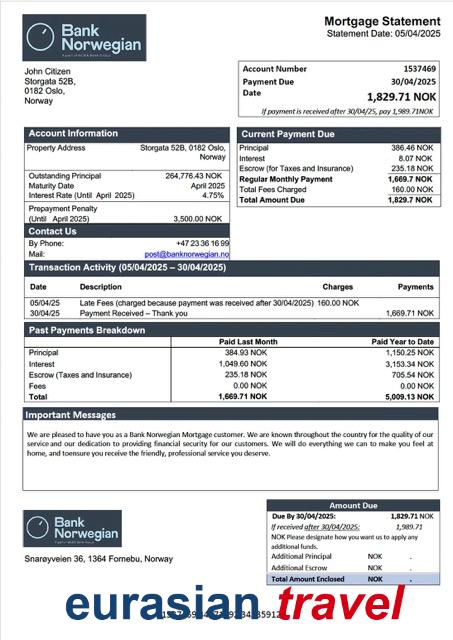 Bank
Norwegian
Mortgage Statement
Statement Date: 05/04/2025
John Citizen
Storgata 52B,
0182 Oslo,
Norway
Account Number 1537469
Payment Due 30/04/2025
Date 1,829.71 NOK
If payment is received after 30/04/25, pay 1,989.71NOK
Account Information
Property Address Storgata 52B, 0182 Oslo,
Norway
Outstanding Principal 264,776.43 NOK
Maturity Date April 2025
Interest Rate (Until April 2025) 4.75%
Prepayment Penalty
(Until April 2025) 3,500.00 NOK
Contact Us
By Phone: +47 23 36 16 99
Mail: post@banknorwegian.no
Current Payment Due
Principal 386.46 NOK
Interest 8.07 NOK
Escrow (for Taxes and Insurance) 235.18 NOK
Regular Monthly Payment 1,669.7 NOK
Total Fees Charged 160.00 NOK
Total Amount Due 1,829.7 NOK
Transaction Activity (05/04/2025 – 30/04/2025)
Date Description Charges Payments
05/04/25 Late Fees (charged because payment was received after 30/04/2025) 160.00 NOK
30/04/25 Payment Received – Thank you 1,669.71 NOK
Past Payments Breakdown
Paid Last Month Paid Year to Date
Principal 384.93 NOK 1,150.25 NOK
Interest 1,049.60 NOK 3,153.34 NOK
Escrow (Taxes and Insurance) 235.18 NOK 705.54 NOK
Fees 0.00 NOK 0.00 NOK
Total 1,669.71 NOK 5,009.13 NOK
Important Messages
We are pleased to have you as a Bank Norwegian Mortgage customer. We are known throughout the country for the quality of our
service and our dedication to providing financial security for our customers. We will do everything we can to make you feel at
home, and toensure you receive the friendly, professional service you deserve.
Bank
Norwegian
Snarøyveien 36, 1364 Fornebu, Norway
Amount Due
Due By 30/04/2025: 1,829.71 NOK
If received after 30/04/2025: 1,989.71
NOK Please designate how you want us to apply any
additional funds.
Additional Principal NOK .
Additional Escrow NOK .
Total Amount Enclosed NOK .
eurasian travel